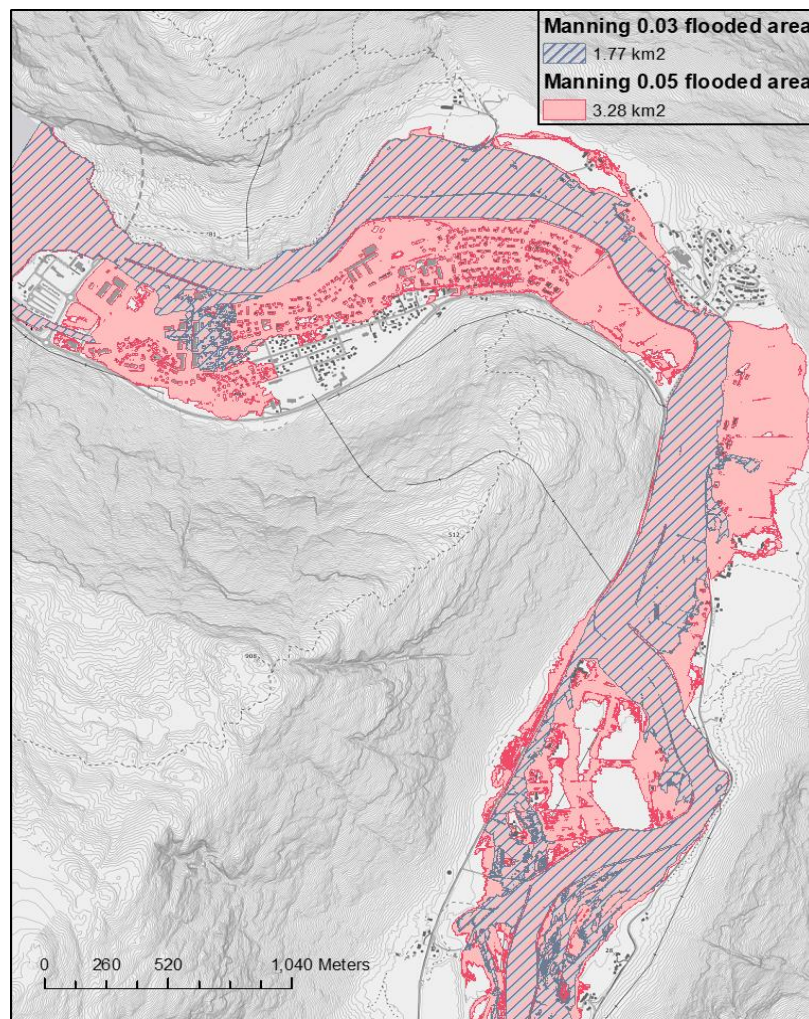 Manning 0.03 flooded area
1.77 km2
Manning 0.05 flooded area
3.28 km2
512
0 260 520 1,040 Meters